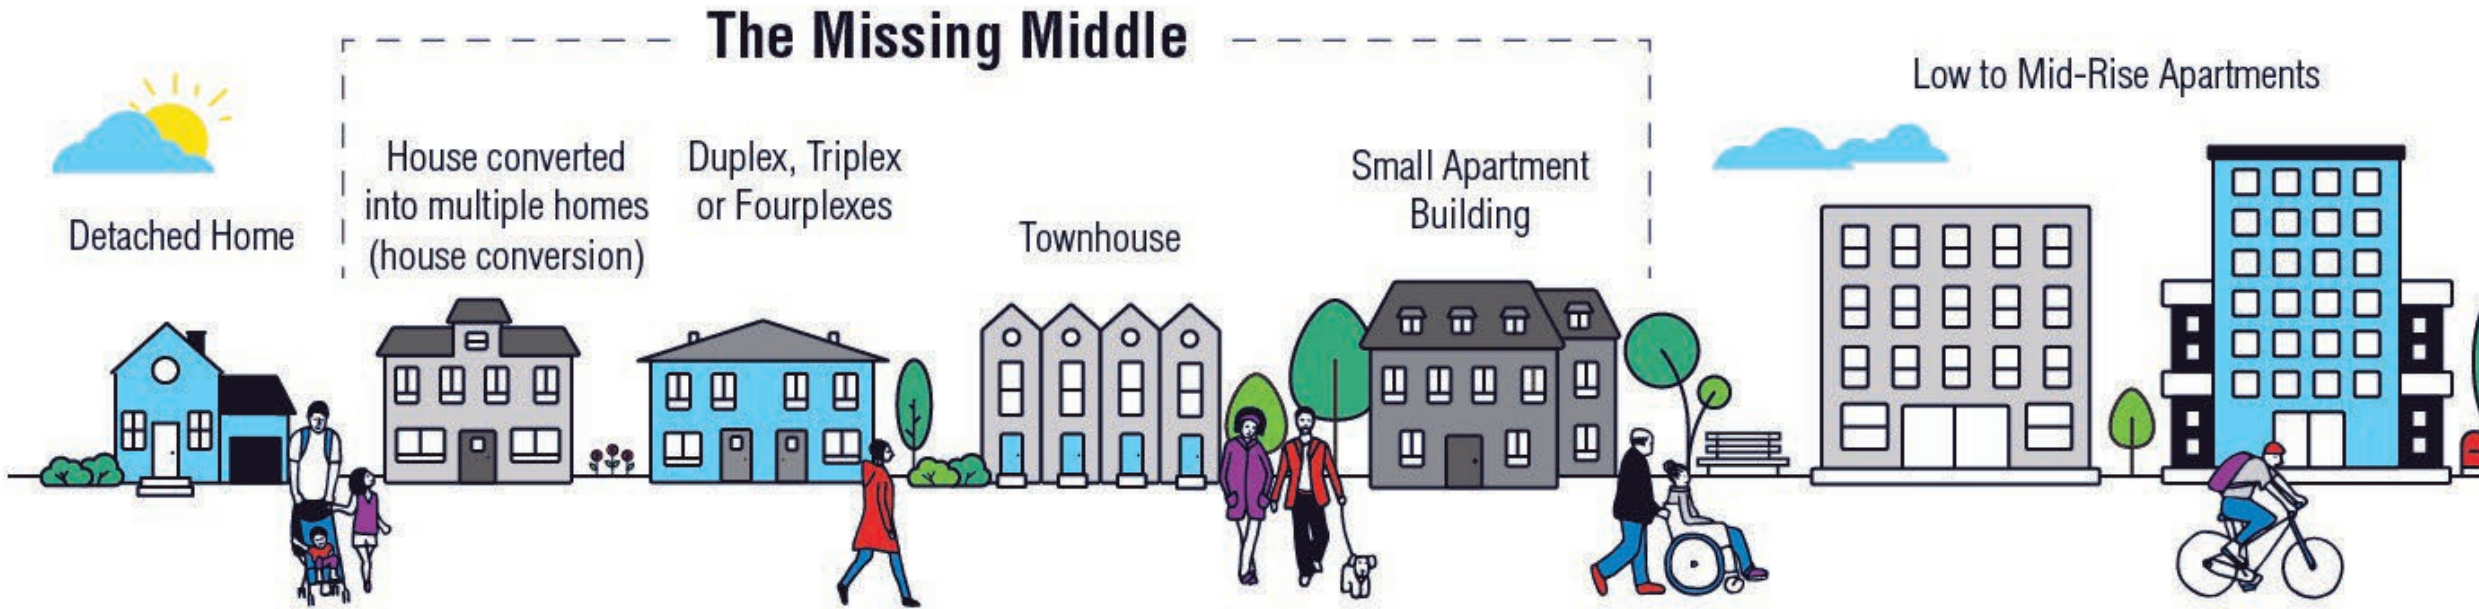 The Missing Middle
Detached Home
House converted
into multiple homes
(house conversion)
Duplex, Triplex
or Fourplexes
Townhouse
Small Apartment
Building
Low to Mid-Rise Apartments